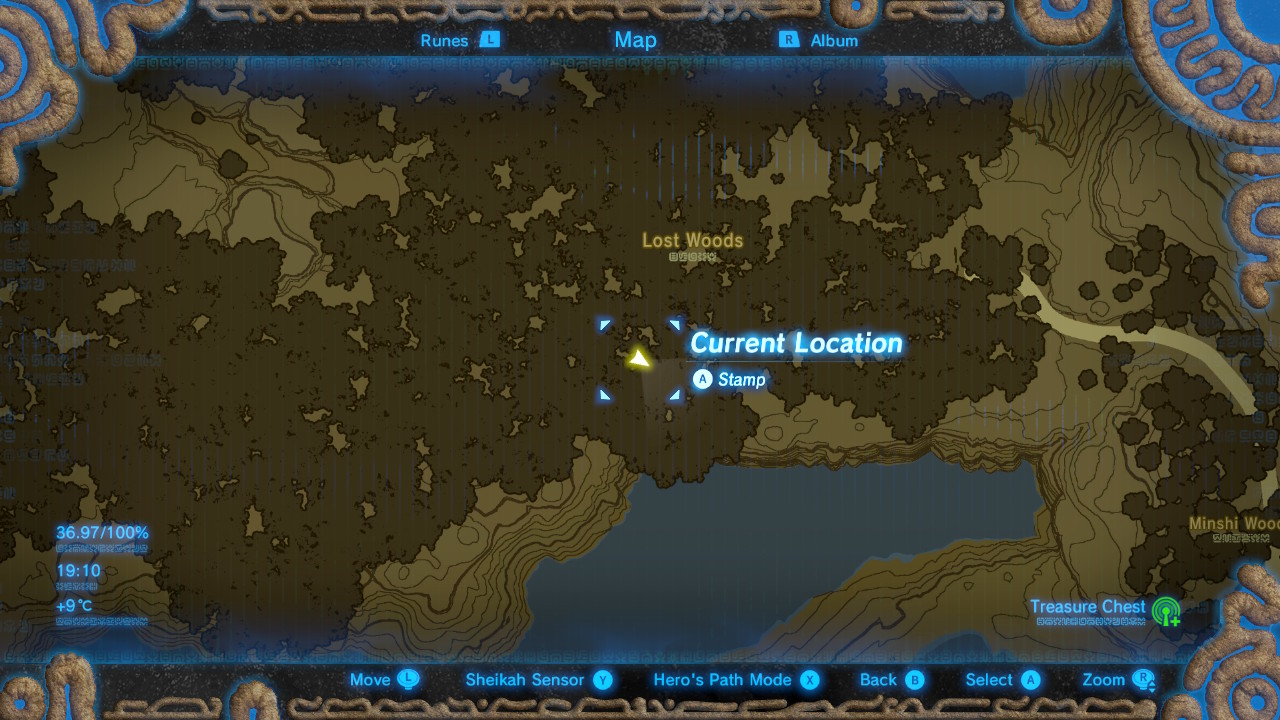 Runes L Map R Album
Lost Woods
Current Location
A Stamp
Minshi Woo
36.97/100%
19:10
+9°C
Treasure Chest
Move L Sheikah Sensor Y Hero's Path Mode X Back B Select A Zoom R